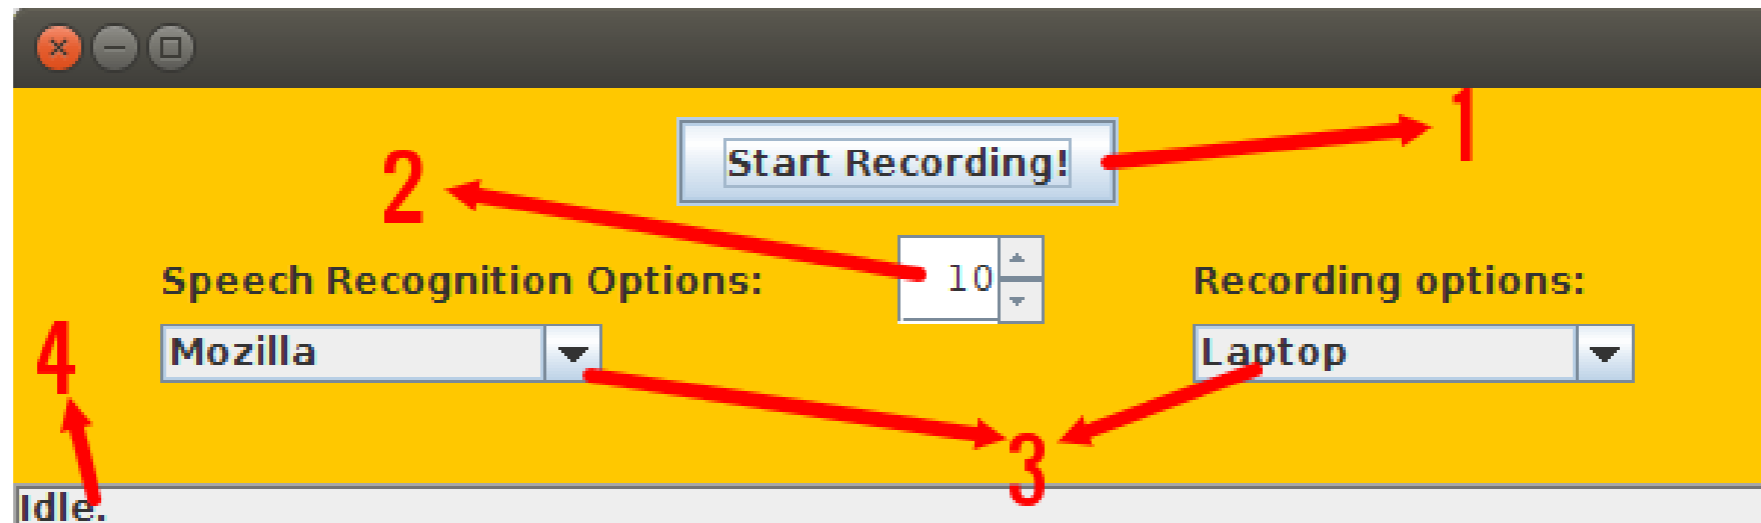 1
Start Recording!
2
10
Speech Recognition Options:
Recording options:
4
Mozilla
Laptop
3
Idle.